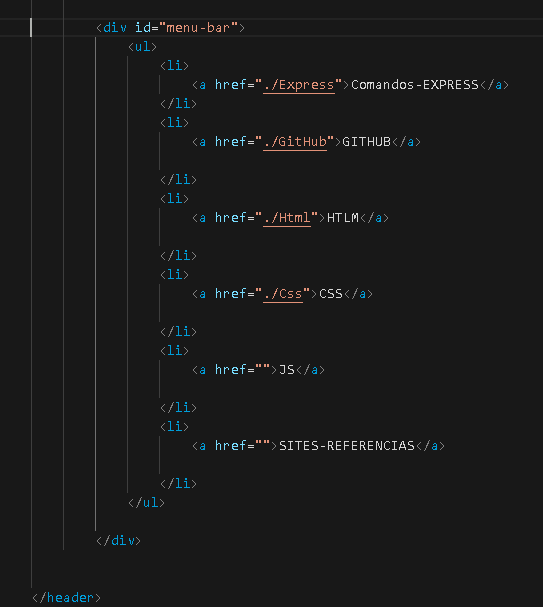 <div id="menu-bar">
<ul>
<li>
<a href="./Express">Comandos-EXPRESS</a>
</li>
<li>
<a href="./GitHub">GITHUB</a>
</li>
<li>
<a href="./Html">HTLM</a>
</li>
<li>
<a href="./Css">CSS</a>
</li>
<li>
<a href="">JS</a>
</li>
<li>
<a href="">SITES-REFERENCIAS</a>
</li>
</ul>
</div>
</header>